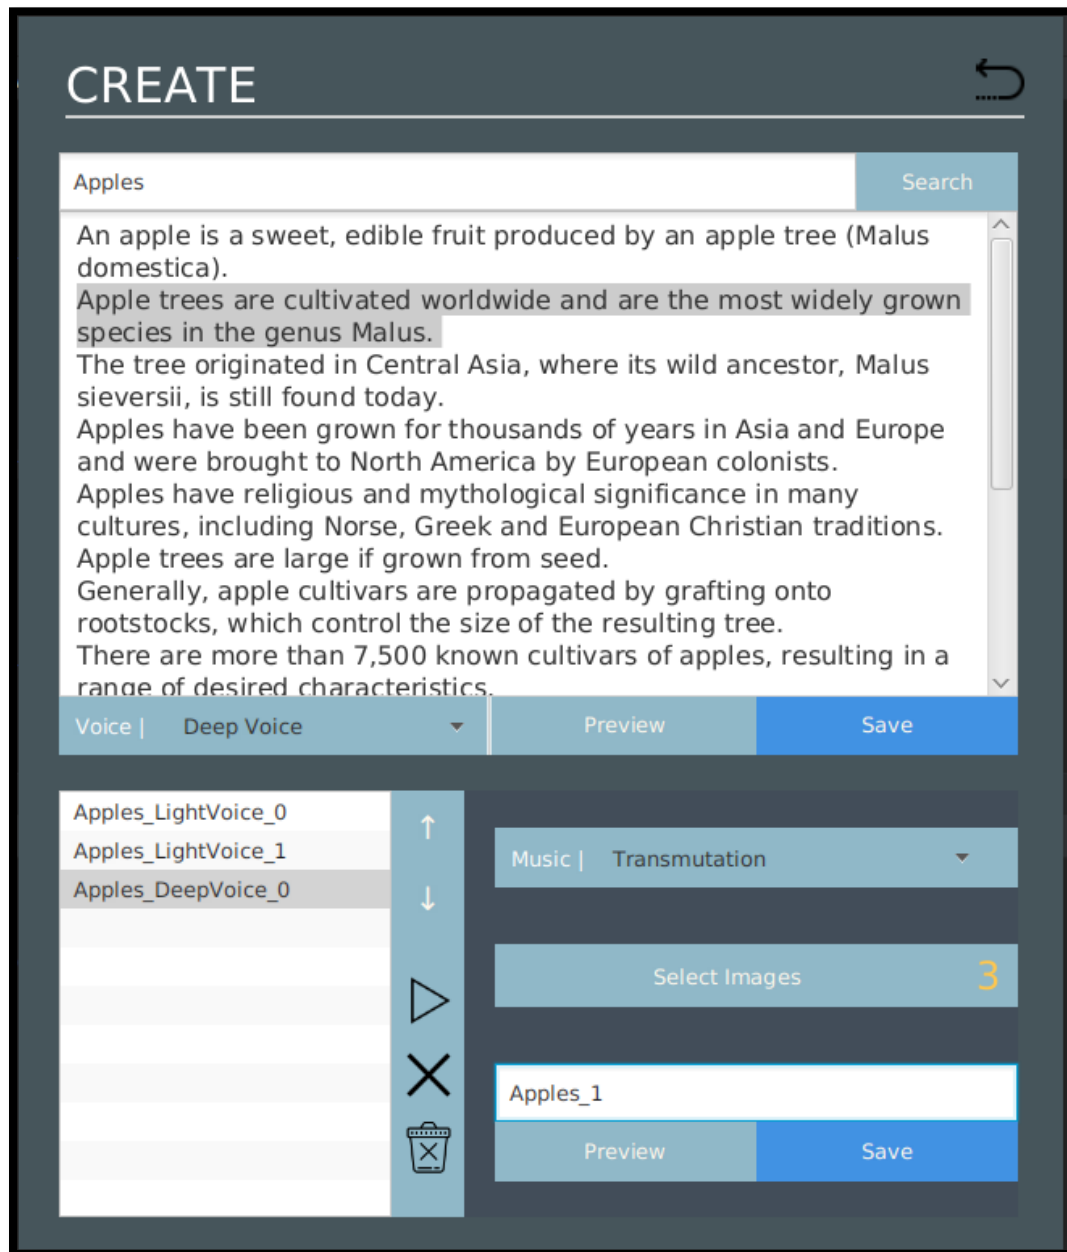 CREATE
Apples
Search
An apple is a sweet, edible fruit produced by an apple tree (Malus
domestica).
Apple trees are cultivated worldwide and are the most widely grown
species in the genus Malus.
The tree originated in Central Asia, where its wild ancestor, Malus
sieversii, is still found today.
Apples have been grown for thousands of years in Asia and Europe
and were brought to North America by European colonists.
Apples have religious and mythological significance in many
cultures, including Norse, Greek and European Christian traditions.
Apple trees are large if grown from seed.
Generally, apple cultivars are propagated by grafting onto
rootstocks, which control the size of the resulting tree.
There are more than 7,500 known cultivars of apples, resulting in a
range of desired characteristics.
Voice | Deep Voice
Preview
Save
Apples_LightVoice_0
Apples_LightVoice_1
Apples_DeepVoice_0
Music | Transmutation
Select Images 3
Apples_1
Preview
Save